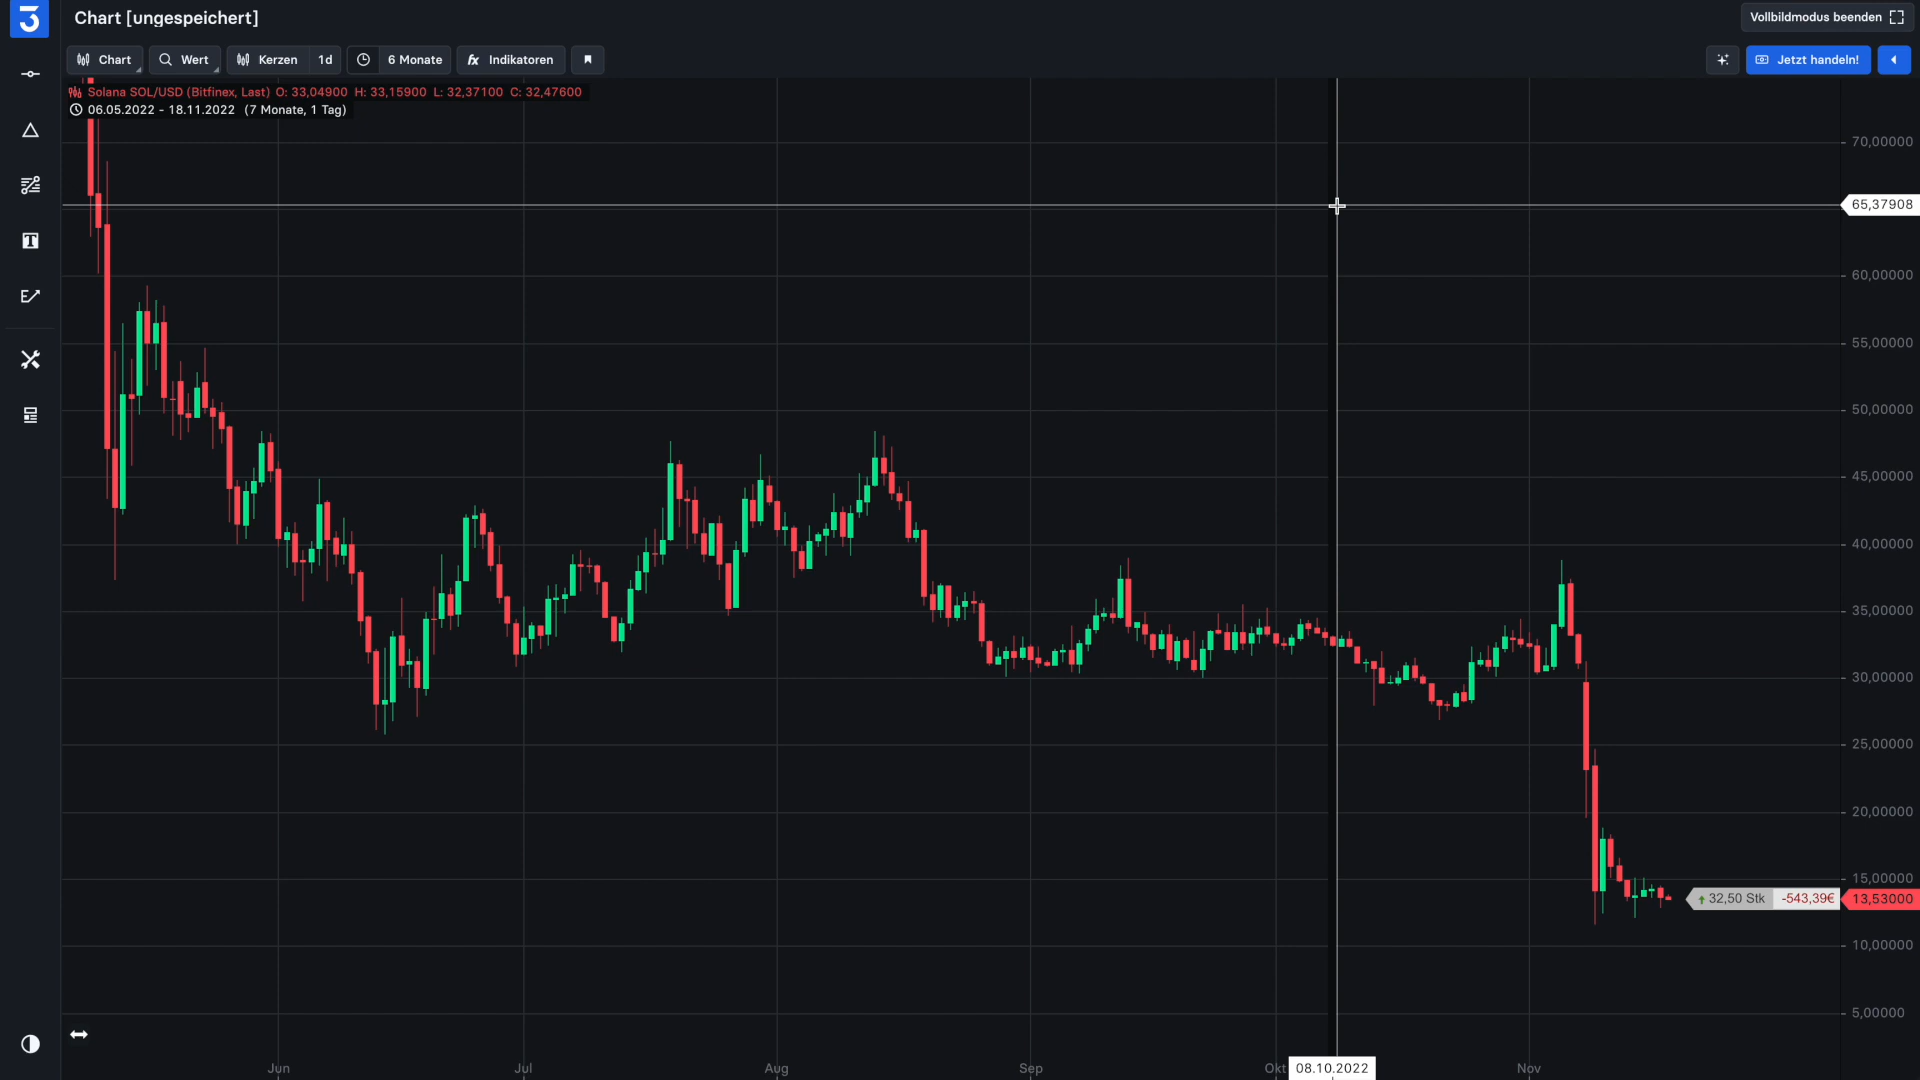 3
Chart [ungespeichert]
Vollbildmodus beenden
Chart
Wert
Kerzen
1d
6 Monate
fx Indikatoren
Jetzt handeln!
Solana SOL/USD (Bitfinex, Last) O: 33,04900 H: 33,15900 L: 32,37100 C: 32,47600
06.05.2022 - 18.11.2022 (7 Monate, 1 Tag)
70,00000
65,37908
60,00000
55,00000
50,00000
45,00000
40,00000
35,00000
30,00000
25,00000
20,00000
15,00000
32,50 Stk -543,39€ 13,53000
10,00000
5,00000
Jun
Jul
Aug
Sep
Okt
08.10.2022
Nov